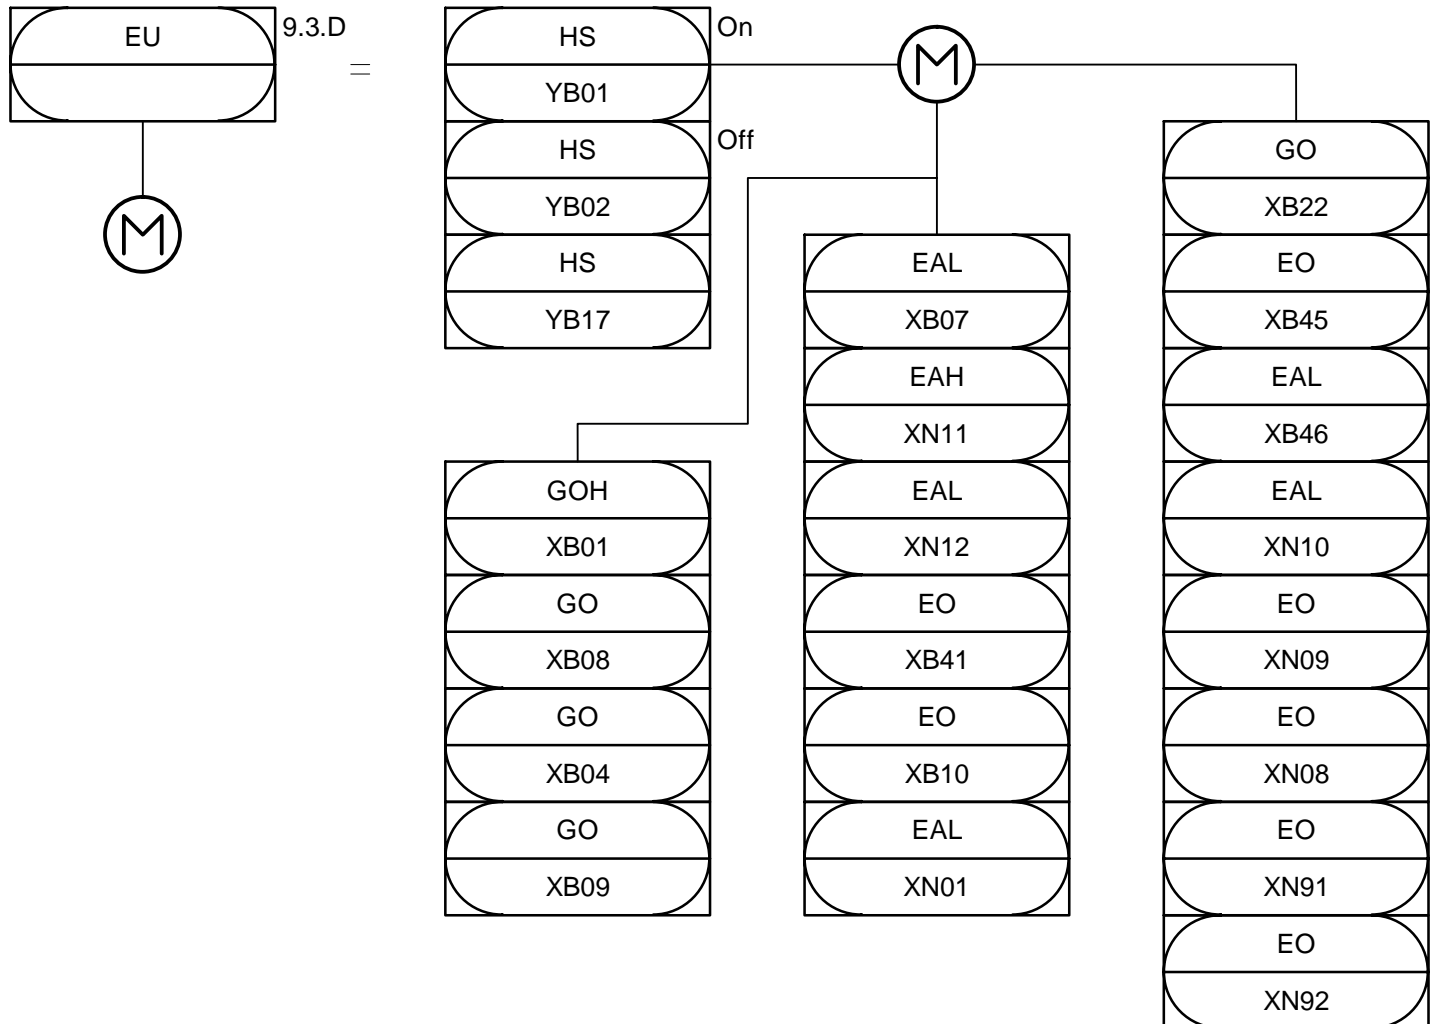 EU
9.3.D
=
HS
On
YB01
HS
Off
YB02
HS
YB17
M
M
GOH
XB01
GO
XB08
GO
XB04
GO
XB09
EAL
XB07
EAH
XN11
EAL
XN12
EO
XB41
EO
XB10
EAL
XN01
GO
XB22
EO
XB45
EAL
XB46
EAL
XN10
EO
XN09
EO
XN08
EO
XN91
EO
XN92